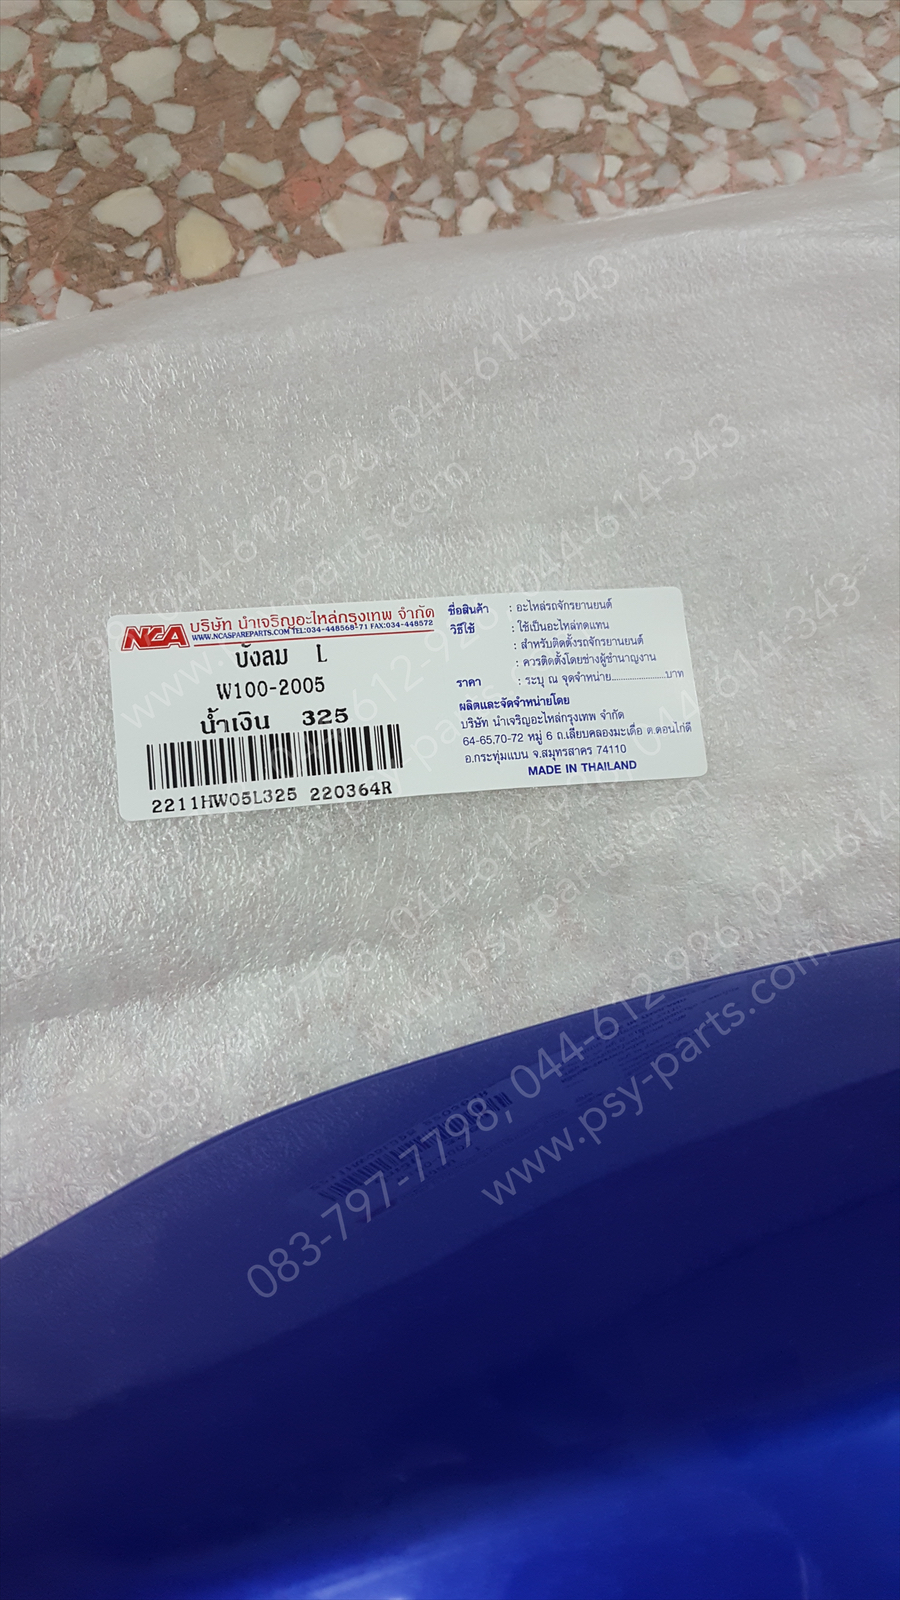 NCA บริษัท นำเจริญอะไหล่กรุงเทพ จำกัด
WWW.NCASPAREPARTS.COM TEL:034-448568-71 FAX:034-448572
บังลม L
W100-2005
น้ำเงิน 325
2211HW05L325 220364R
ชื่อสินค้า : อะไหล่รถจักรยานยนต์
วิธีใช้ : ใช้เป็นอะไหล่ทดแทน
: สำหรับติดตั้งรถจักรยานยนต์
: ควรติดตั้งโดยช่างผู้ชำนาญงาน
ราคา : ระบุ ณ จุดจำหน่าย......................บาท
ผลิตและจัดจำหน่ายโดย
บริษัท นำเจริญอะไหล่กรุงเทพ จำกัด
64-65,70-72 หมู่ 6 ถ.เลียบคลองมะเดื่อ ต.ดอนไก่ดี
อ.กระทุ่มแบน จ.สมุทรสาคร 74110
MADE IN THAILAND
083-797-7798, 044-612-926, 044-614-343
www.psy-parts.com